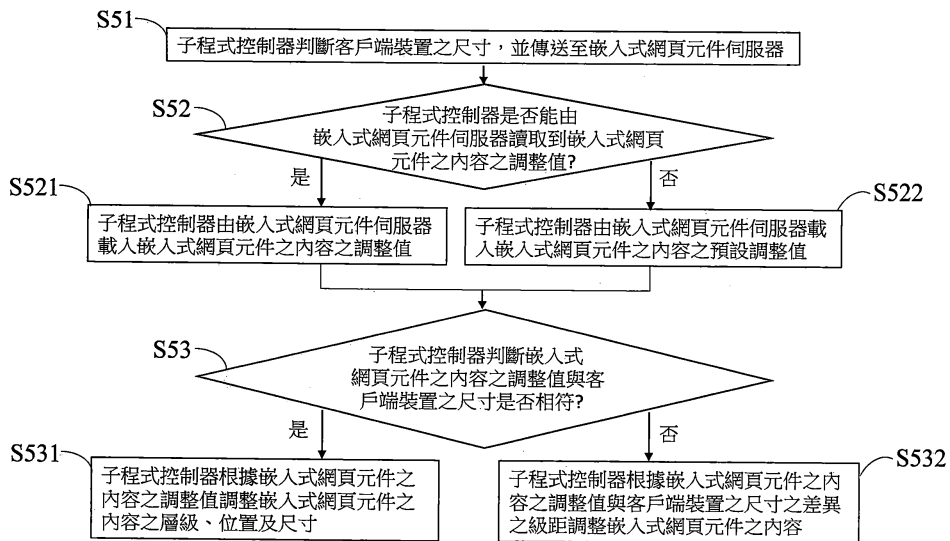 S51
子程式控制器判斷客戶端裝置之尺寸，並傳送至嵌入式網頁元件伺服器
S52
子程式控制器是否能由
嵌入式網頁元件伺服器讀取到嵌入式網頁
元件之內容之調整值?
是
否
S521
子程式控制器由嵌入式網頁元件伺服器
載入嵌入式網頁元件之內容之調整值
S522
子程式控制器由嵌入式網頁元件伺服器載
入嵌入式網頁元件之內容之預設調整值
S53
子程式控制器判斷嵌入式
網頁元件之內容之調整值與客
戶端裝置之尺寸是否相符?
是
否
S531
子程式控制器根據嵌入式網頁元件之
內容之調整值調整嵌入式網頁元件之
內容之層級、位置及尺寸
S532
子程式控制器根據嵌入式網頁元件之內
容之調整值與客戶端裝置之尺寸之差異
之級距調整嵌入式網頁元件之內容